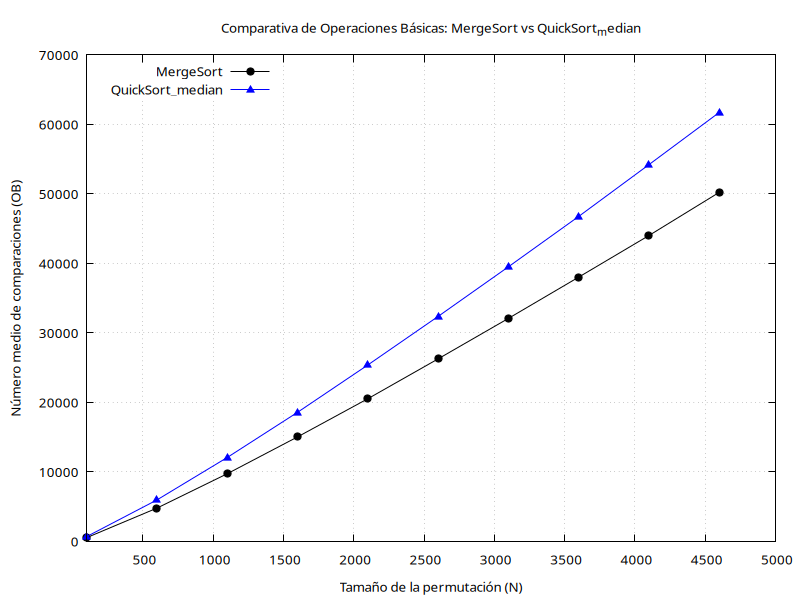 Comparativa de Operaciones Básicas: MergeSort vs QuickSortmedian
MergeSort
QuickSort_median
Número medio de comparaciones (OB)
70000
60000
50000
40000
30000
20000
10000
0
500 1000 1500 2000 2500 3000 3500 4000 4500 5000
Tamaño de la permutación (N)